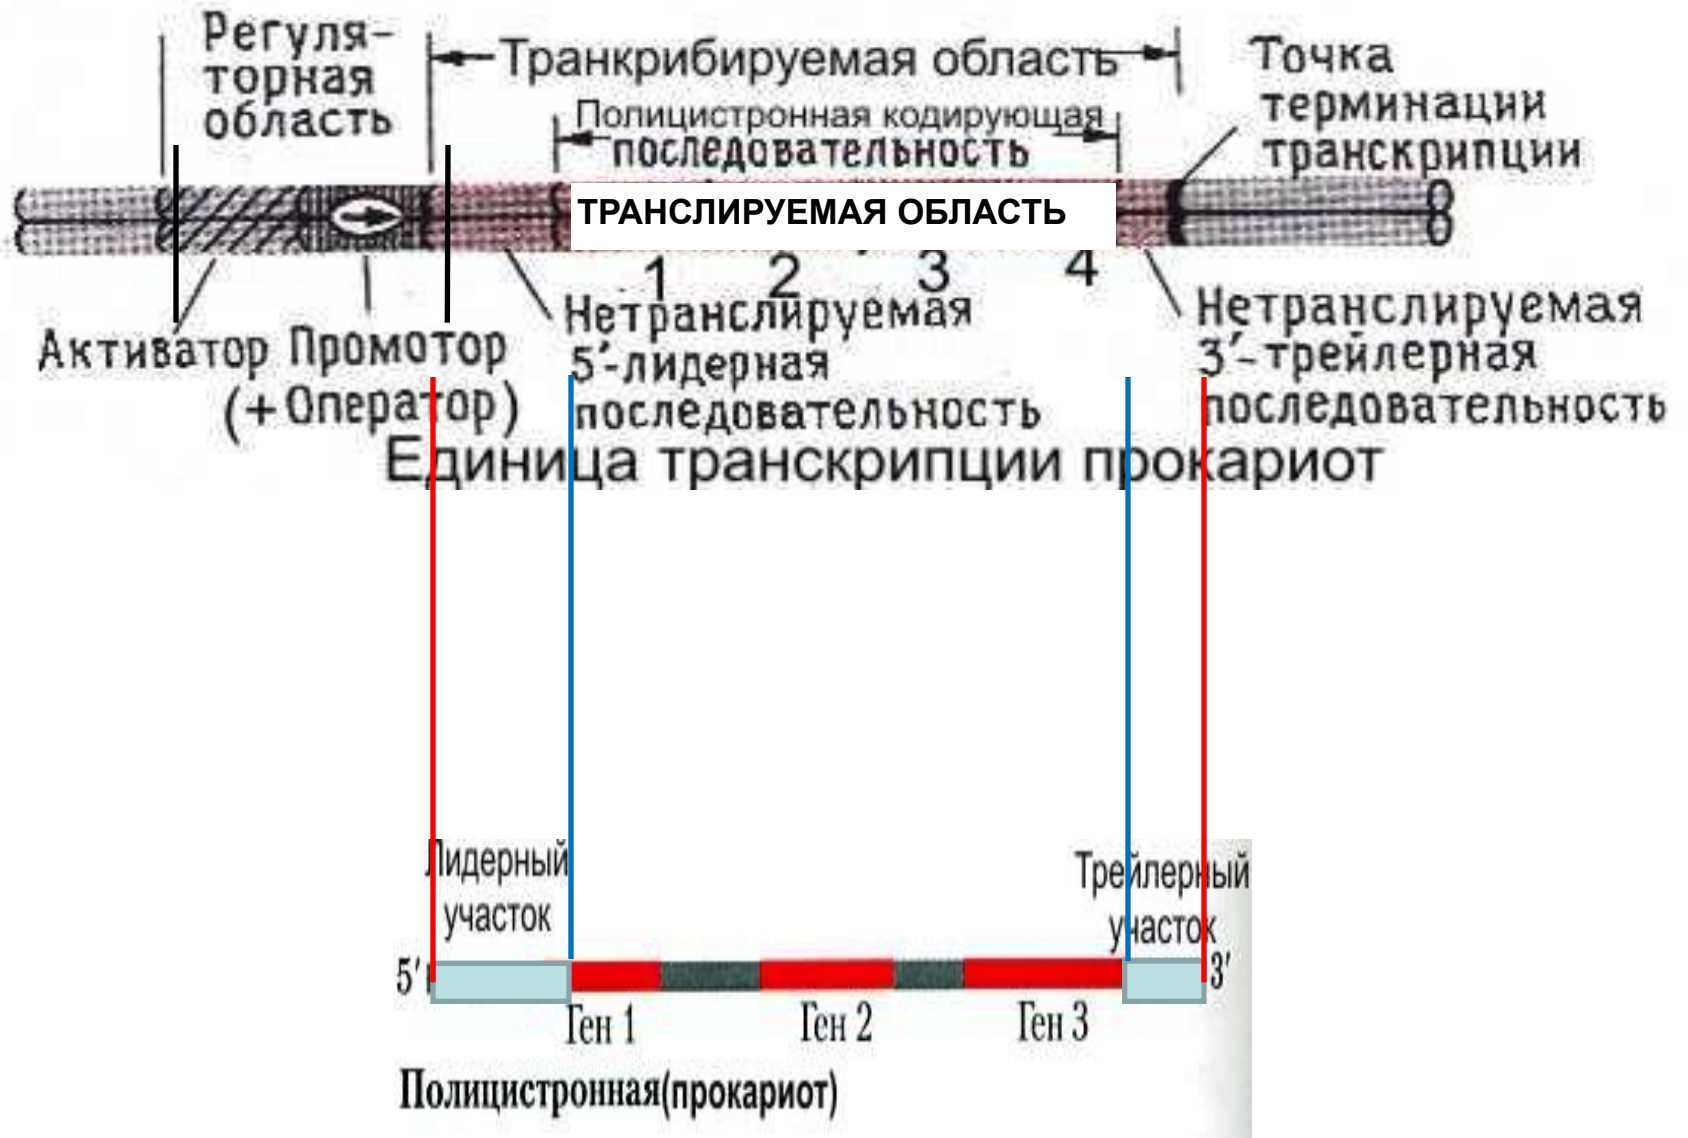 Регуля-
торная
область
Транкрибируемая область
Полицистронная кодирующая
последовательность
Точка
терминации
транскрипции
ТРАНСЛИРУЕМАЯ ОБЛАСТЬ
1 2 3 4
Активатор
Промотор
(+Оператор)
Нетранслируемая
5′-лидерная
последовательность
Нетранслируемая
3′-трейлерная
последовательность
Единица транскрипции прокариот
Лидерный
участок
Трейлерный
участок
5′
3′
Ген 1
Ген 2
Ген 3
Полицистронная(прокариот)